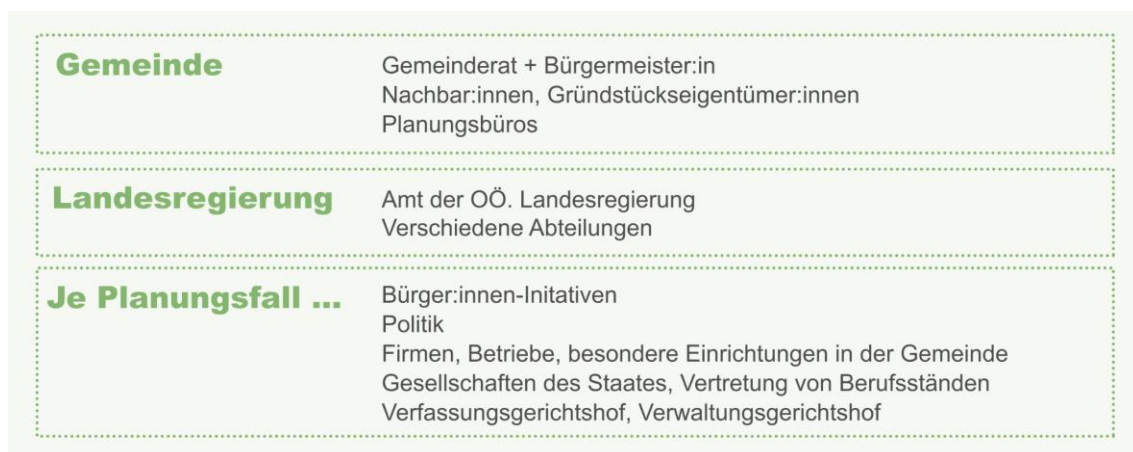 Gemeinde
Gemeinderat + Bürgermeister:in
Nachbar:innen, Gründstückseigentümer:innen
Planungsbüros
Landesregierung
Amt der OÖ. Landesregierung
Verschiedene Abteilungen
Je Planungsfall ...
Bürger:innen-Initativen
Politik
Firmen, Betriebe, besondere Einrichtungen in der Gemeinde
Gesellschaften des Staates, Vertretung von Berufsständen
Verfassungsgerichtshof, Verwaltungsgerichtshof